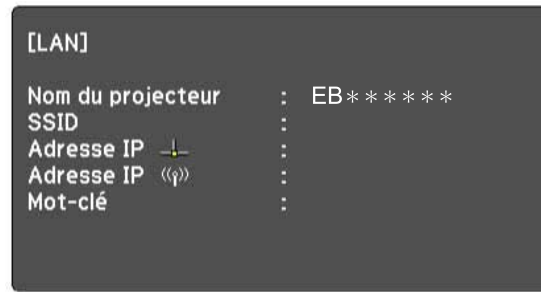 [LAN]
Nom du projecteur : EB******
SSID :
Adresse IP :
Adresse IP :
Mot-clé :